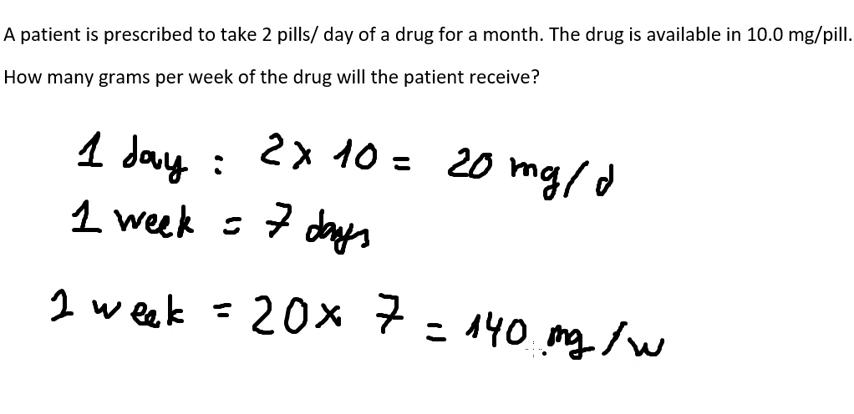 A patient is prescribed to take 2 pills/ day of a drug for a month. The drug is available in 10.0 mg/pill.
How many grams per week of the drug will the patient receive?
1 day : 2 x 10 = 20 mg/d
1 week = 7 days
1 week = 20 x 7 = 140 mg/w